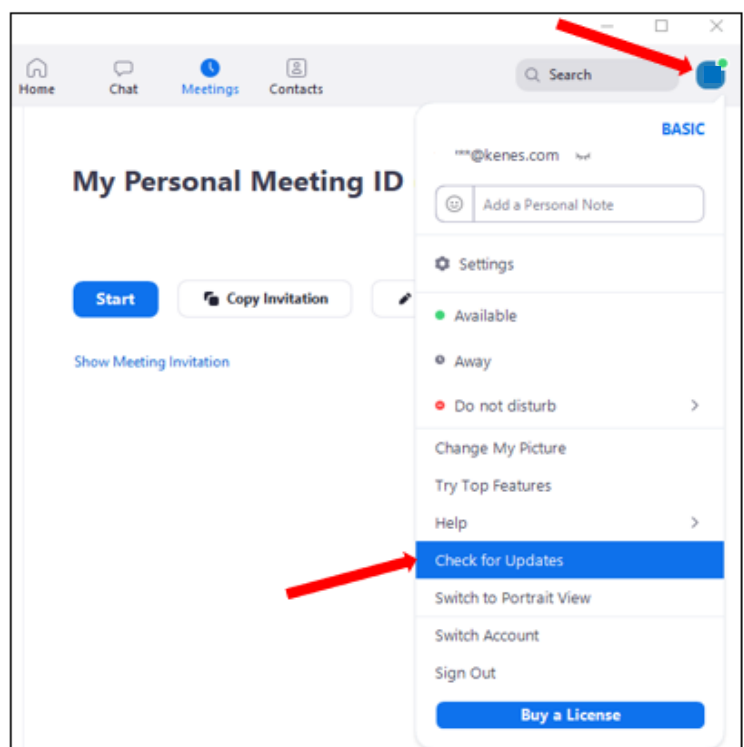 Home Chat Meetings Contacts Search
BASIC
***@kenes.com
My Personal Meeting ID
Add a Personal Note
Settings
Start Copy Invitation
Available
Show Meeting Invitation
Away
Do not disturb
Change My Picture
Try Top Features
Help
Check for Updates
Switch to Portrait View
Switch Account
Sign Out
Buy a License